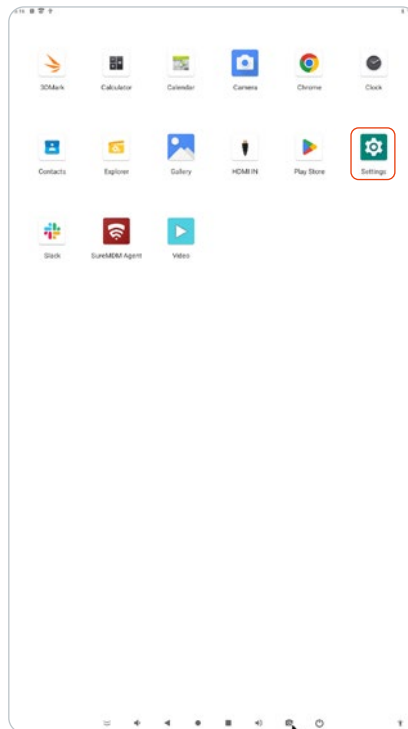 3DMark Calculator Calendar Camera Chrome Clock
Contacts Explorer Gallery HDMI IN Play Store Settings
Slack SureMDM Agent Video